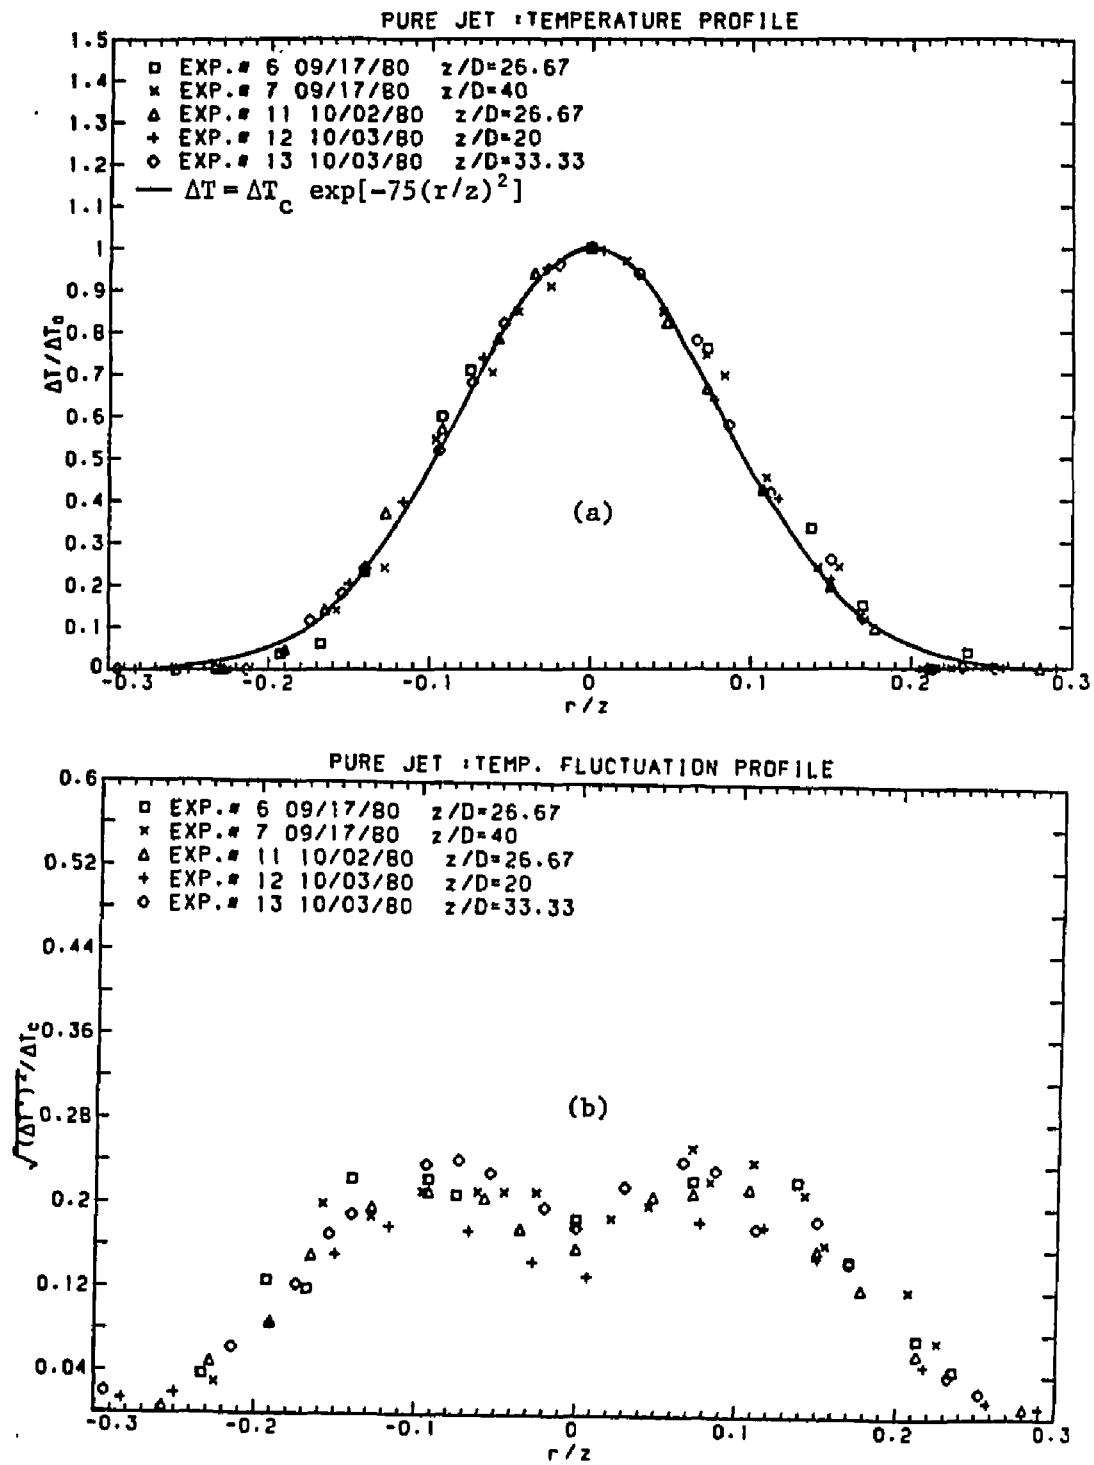 PURE JET :TEMPERATURE PROFILE
1.5
1.4
1.3
1.2
1.1
1
0.9
0.8
0.7
0.6
0.5
0.4
0.3
0.2
0.1
0
EXP.# 6 09/17/80 z/D=26.67
EXP.# 7 09/17/80 z/D=40
EXP.# 11 10/02/80 z/D=26.67
EXP.# 12 10/03/80 z/D=20
EXP.# 13 10/03/80 z/D=33.33
ΔT = ΔT_c exp[-75(r/z)²]
ΔT/ΔT₀
(a)
-0.3 -0.2 -0.1 0 0.1 0.2 0.3
r/z
PURE JET :TEMP. FLUCTUATION PROFILE
0.6
0.52
0.44
0.36
0.28
0.2
0.12
0.04
EXP.# 6 09/17/80 z/D=26.67
EXP.# 7 09/17/80 z/D=40
EXP.# 11 10/02/80 z/D=26.67
EXP.# 12 10/03/80 z/D=20
EXP.# 13 10/03/80 z/D=33.33
√(ΔT')²/ΔT_c
(b)
-0.3 -0.2 -0.1 0 0.1 0.2 0.3
r/z